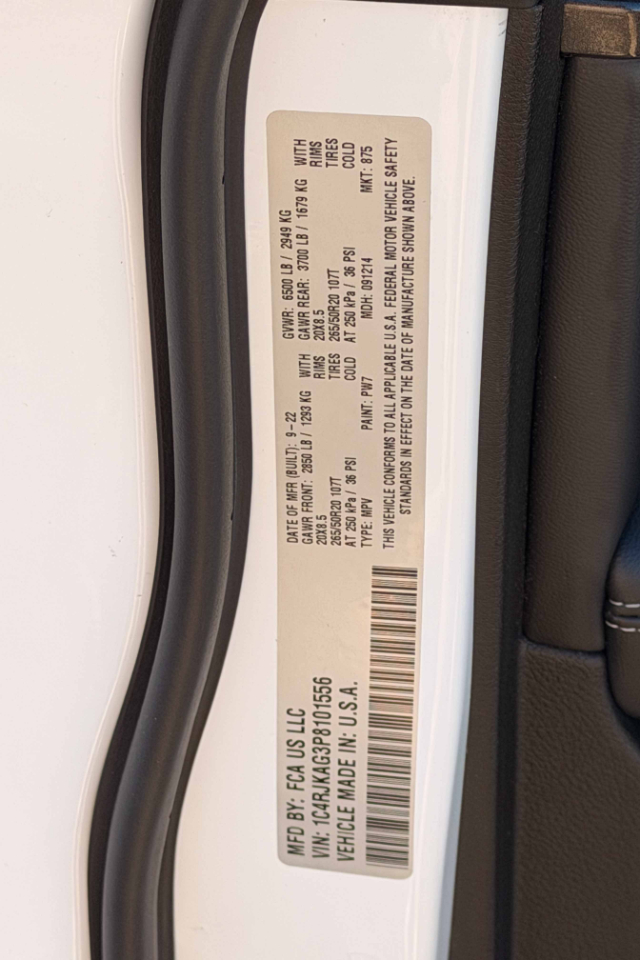 MFD BY: FCA US LLC
VIN: 1C4RJKAG3P8101556
VEHICLE MADE IN: U.S.A.
DATE OF MFR (BUILT): 9-22 GVWR: 6500 LB / 2949 KG
GAWR FRONT: 2850 LB / 1293 KG WITH GAWR REAR: 3700 LB / 1679 KG WITH
20X8.5 RIMS 20X8.5 RIMS
265/50R20 107T TIRES 265/50R20 107T TIRES
AT 250 kPa / 36 PSI COLD AT 250 kPa / 36 PSI COLD
TYPE: MPV PAINT: PW7 MDH: 091214 MKT: 875
THIS VEHICLE CONFORMS TO ALL APPLICABLE U.S.A. FEDERAL MOTOR VEHICLE SAFETY
STANDARDS IN EFFECT ON THE DATE OF MANUFACTURE SHOWN ABOVE.